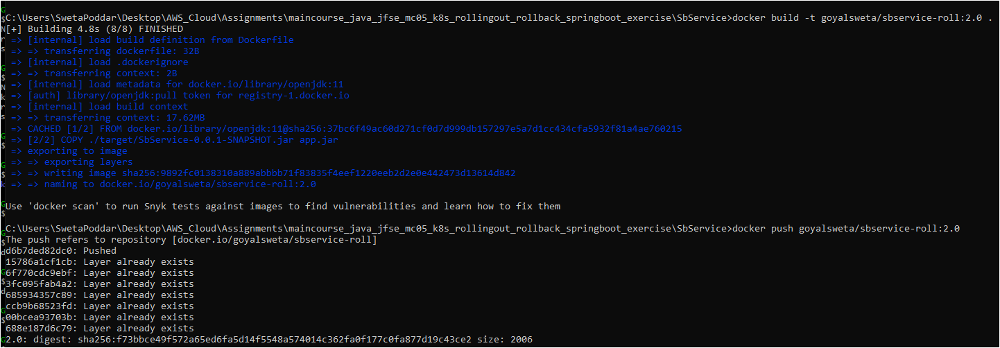 C:\Users\SwetaPoddar\Desktop\AWS_Cloud\Assignments\maincourse_java_jfse_mc05_k8s_rollingout_rollback_springboot_exercise\SbService>docker build -t goyalsweta/sbservice-roll:2.0 .
[+] Building 4.8s (8/8) FINISHED
=> [internal] load build definition from Dockerfile
=> => transferring dockerfile: 32B
=> [internal] load .dockerignore
=> => transferring context: 2B
=> [internal] load metadata for docker.io/library/openjdk:11
=> [auth] library/openjdk:pull token for registry-1.docker.io
=> [internal] load build context
=> => transferring context: 17.62MB
=> CACHED [1/2] FROM docker.io/library/openjdk:11@sha256:37bc6f49ac60d271cf0d7d999db157297e5a7d1cc434cfa5932f81a4ae760215
=> [2/2] COPY ./target/SbService-0.0.1-SNAPSHOT.jar app.jar
=> exporting to image
=> => exporting layers
=> => writing image sha256:9892fc0138310a889abbbb71f83835f4eef1220eeb2d2e0e442473d13614d842
=> => naming to docker.io/goyalsweta/sbservice-roll:2.0
Use 'docker scan' to run Snyk tests against images to find vulnerabilities and learn how to fix them
C:\Users\SwetaPoddar\Desktop\AWS_Cloud\Assignments\maincourse_java_jfse_mc05_k8s_rollingout_rollback_springboot_exercise\SbService>docker push goyalsweta/sbservice-roll:2.0
The push refers to repository [docker.io/goyalsweta/sbservice-roll]
d6b7ded82dc0: Pushed
15786a1cf1cb: Layer already exists
6f770cdc9ebf: Layer already exists
3fc095fab4a2: Layer already exists
685934357c89: Layer already exists
ccb9b68523fd: Layer already exists
00bcea93703b: Layer already exists
688e187d6c79: Layer already exists
2.0: digest: sha256:f73bbce49f572a65ed6fa5d14f5548a574014c362fa0f177c0fa877d19c43ce2 size: 2006